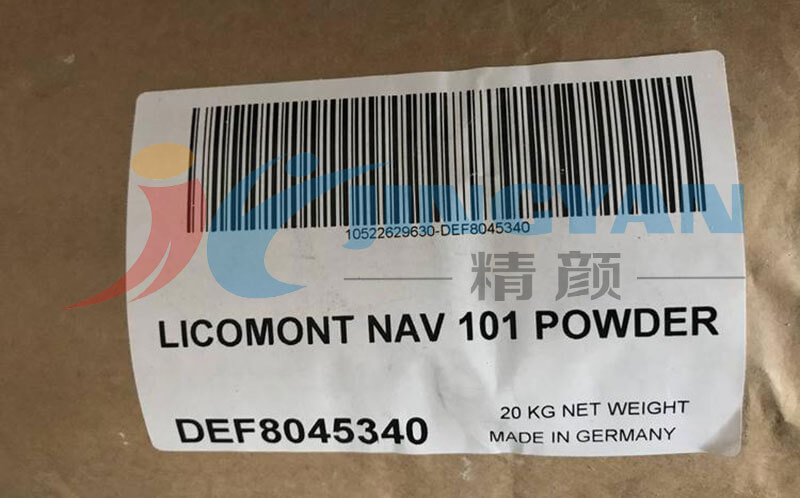 10522629630-DEF8045340
JINGYAN
精颜
LICOMONT NAV 101 POWDER
20 KG NET WEIGHT
DEF8045340
MADE IN GERMANY